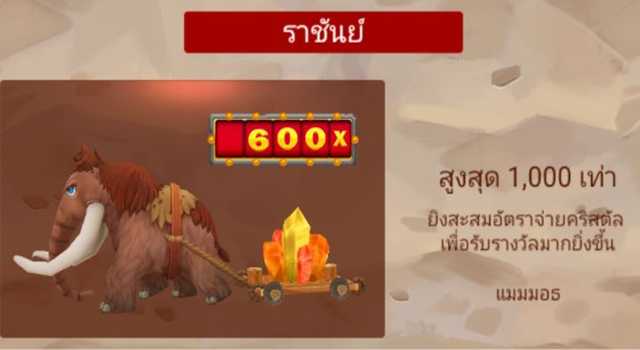 ราชันย์
600x
สูงสุด 1,000 เท่า
ยิงสะสมอัตราจ่ายคริสตัล
เพื่อรับรางวัลมากยิ่งขึ้น
แมมมอธ